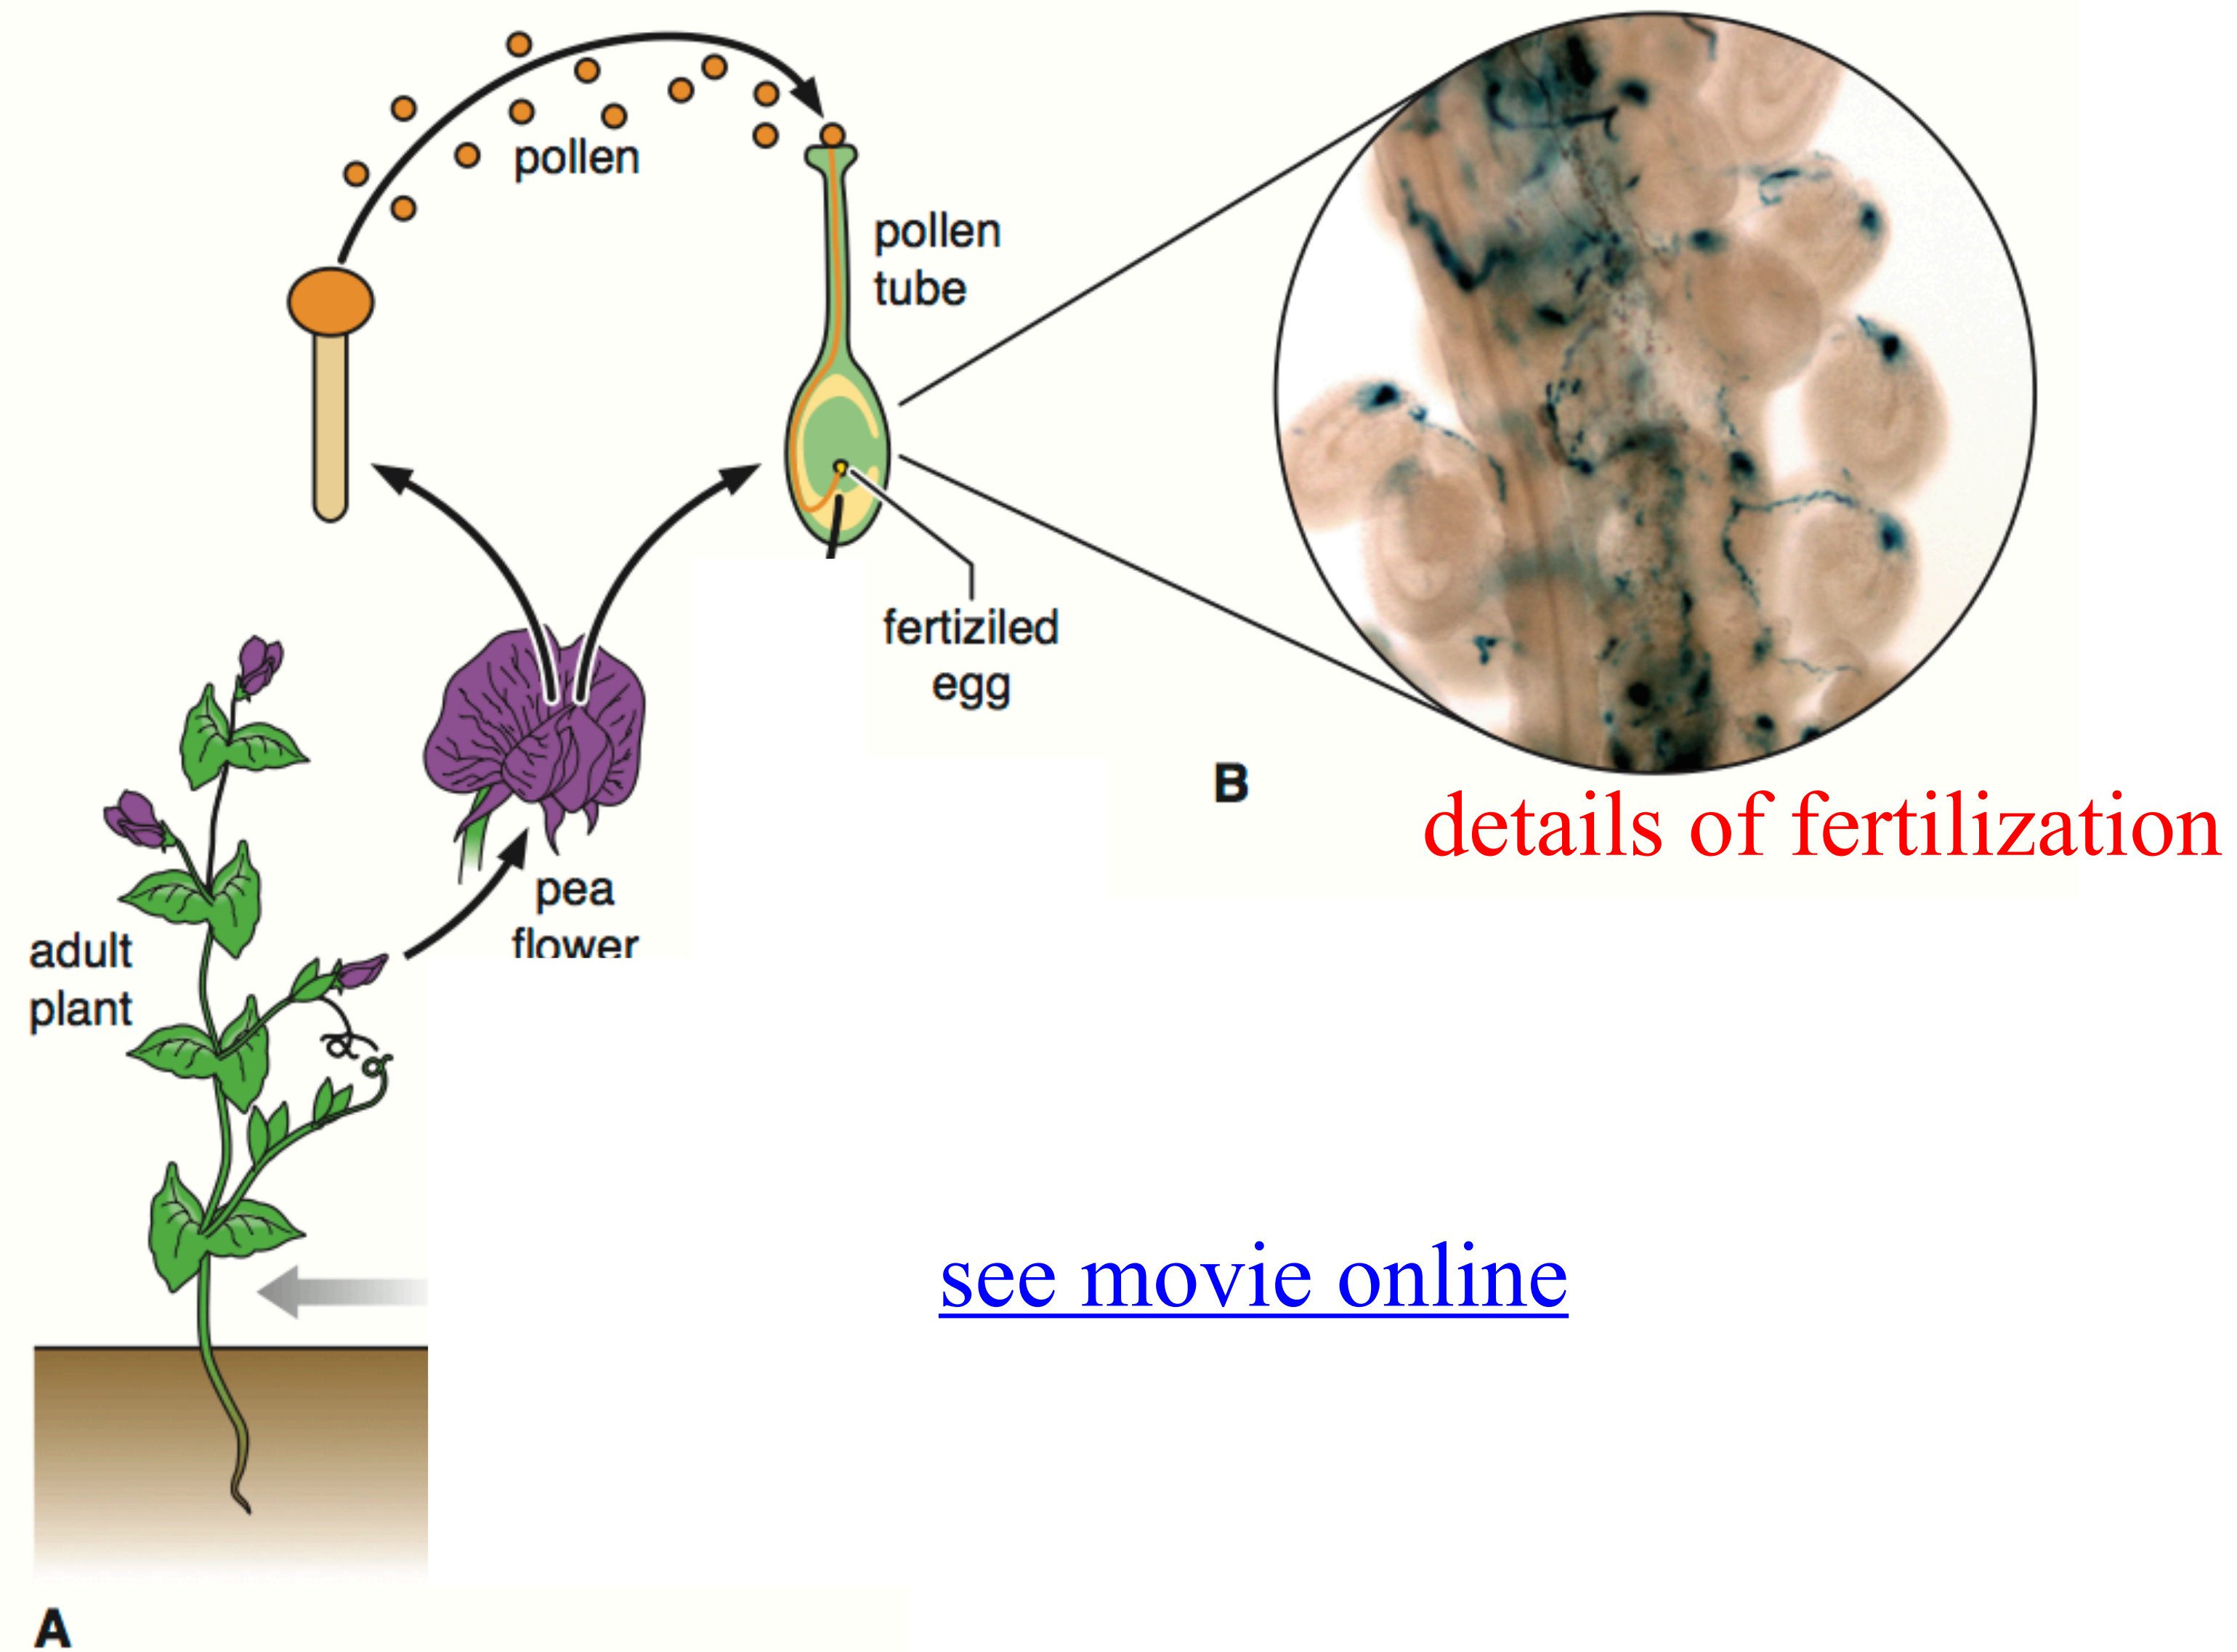 pollen
pollen
tube
fertiziled
egg
B
details of fertilization
pea
flower
adult
plant
see movie online
A